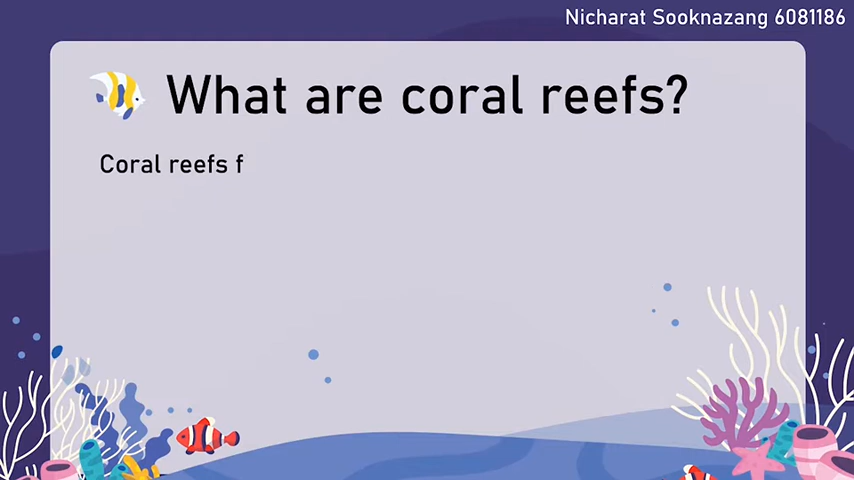 Nicharat Sooknazang 6081186
What are coral reefs?
Coral reefs f